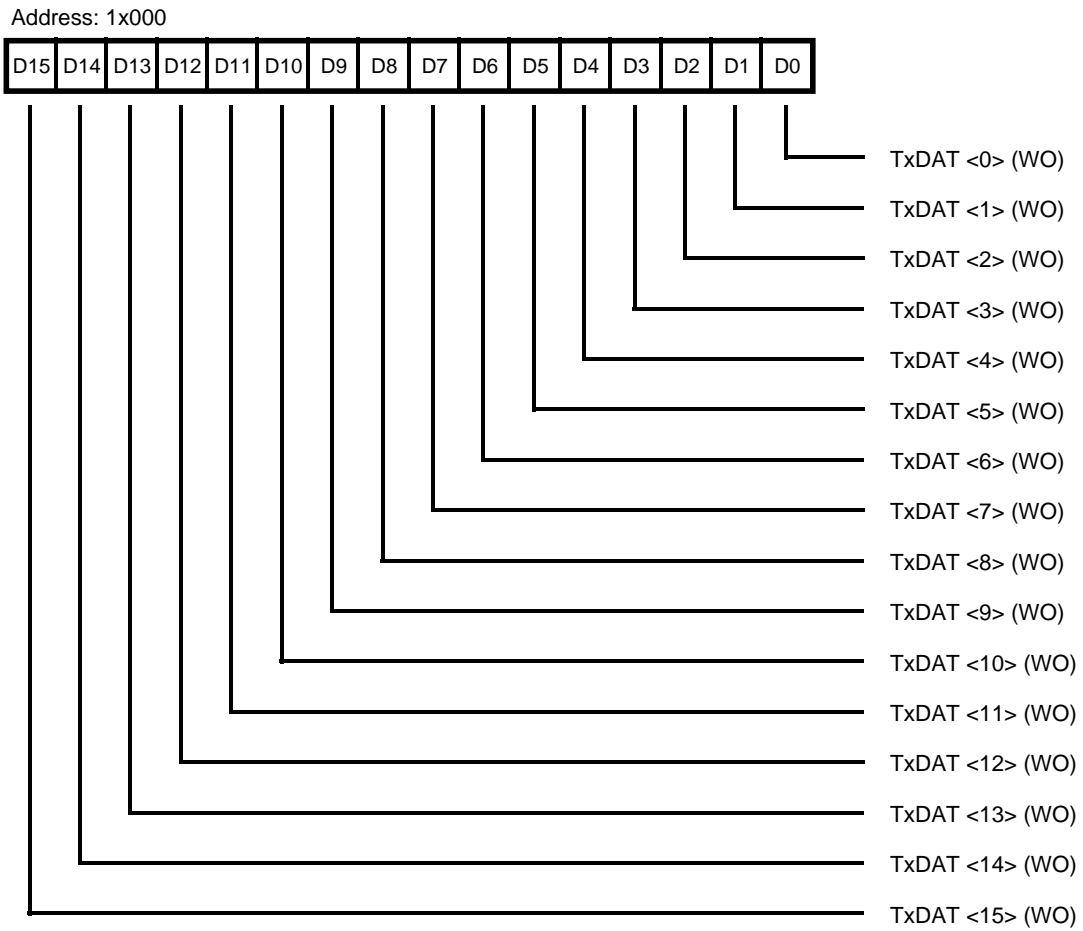 Address: 1x000
D15 D14 D13 D12 D11 D10 D9 D8 D7 D6 D5 D4 D3 D2 D1 D0
TxDAT <0> (WO)
TxDAT <1> (WO)
TxDAT <2> (WO)
TxDAT <3> (WO)
TxDAT <4> (WO)
TxDAT <5> (WO)
TxDAT <6> (WO)
TxDAT <7> (WO)
TxDAT <8> (WO)
TxDAT <9> (WO)
TxDAT <10> (WO)
TxDAT <11> (WO)
TxDAT <12> (WO)
TxDAT <13> (WO)
TxDAT <14> (WO)
TxDAT <15> (WO)